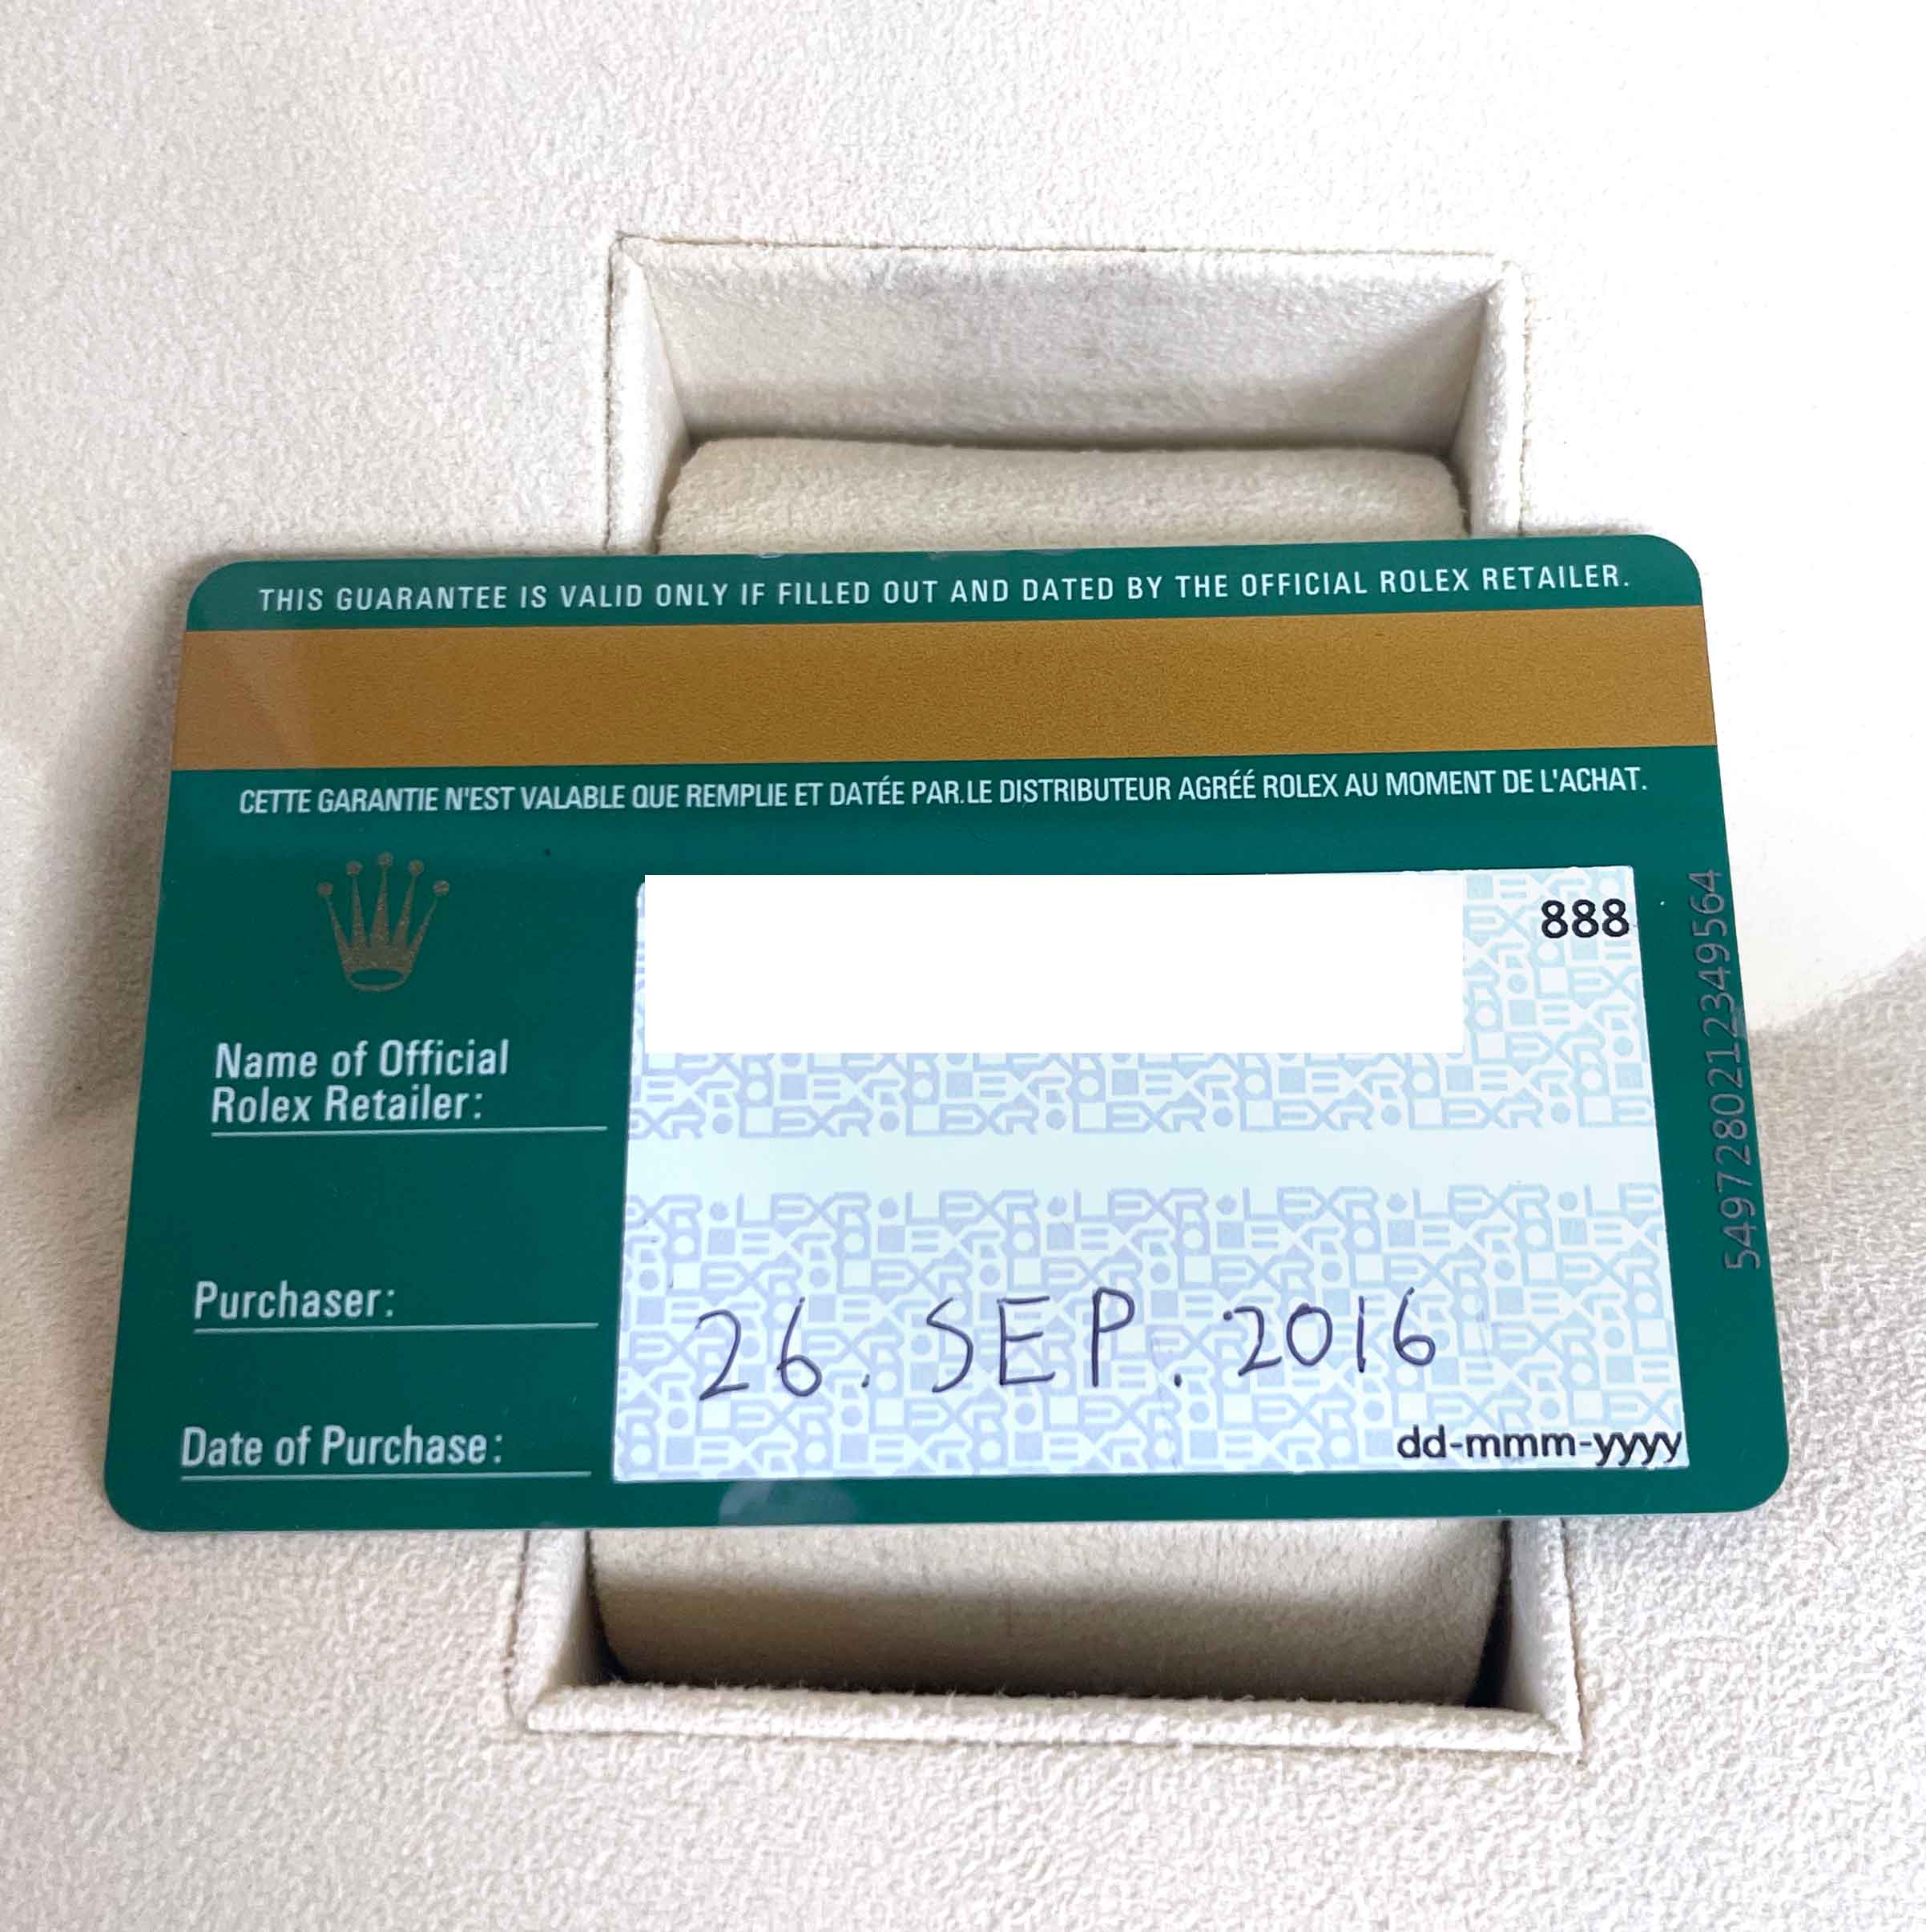 THIS GUARANTEE IS VALID ONLY IF FILLED OUT AND DATED BY THE OFFICIAL ROLEX RETAILER.
CETTE GARANTIE N'EST VALABLE QUE REMPLIE ET DATÉE PAR.LE DISTRIBUTEUR AGRÉÉ ROLEX AU MOMENT DE L'ACHAT.
888
Name of Official
Rolex Retailer:
Purchaser:
26. SEP. 2016
Date of Purchase:
dd-mmm-yyyy
5497280212349564